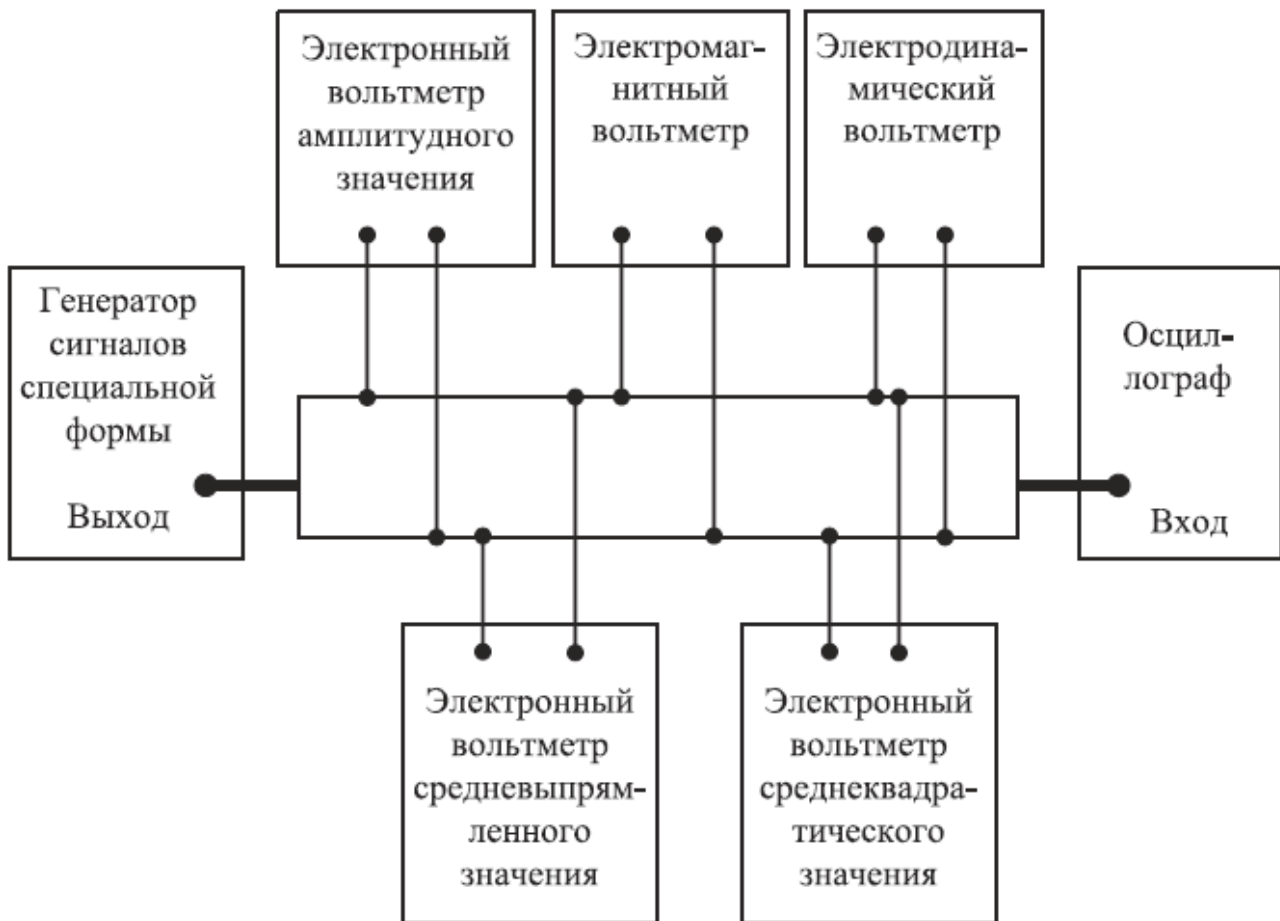 Электронный
вольтметр
амплитудного
значения
Электромаг-
нитный
вольтметр
Электродина-
мический
вольтметр
Генератор
сигналов
специальной
формы
Выход
Осцил-
лограф
Вход
Электронный
вольтметр
средневыпрям-
ленного
значения
Электронный
вольтметр
среднеквадра-
тического
значения